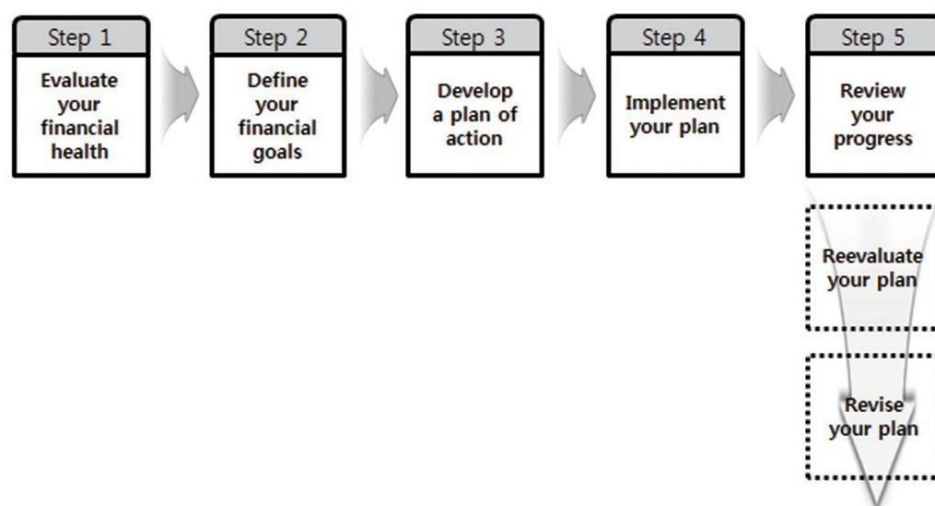 Step 1
Evaluate
your
financial
health
Step 2
Define
your
financial
goals
Step 3
Develop
a plan of
action
Step 4
Implement
your plan
Step 5
Review
your
progress
Reevaluate
your plan
Revise
your plan